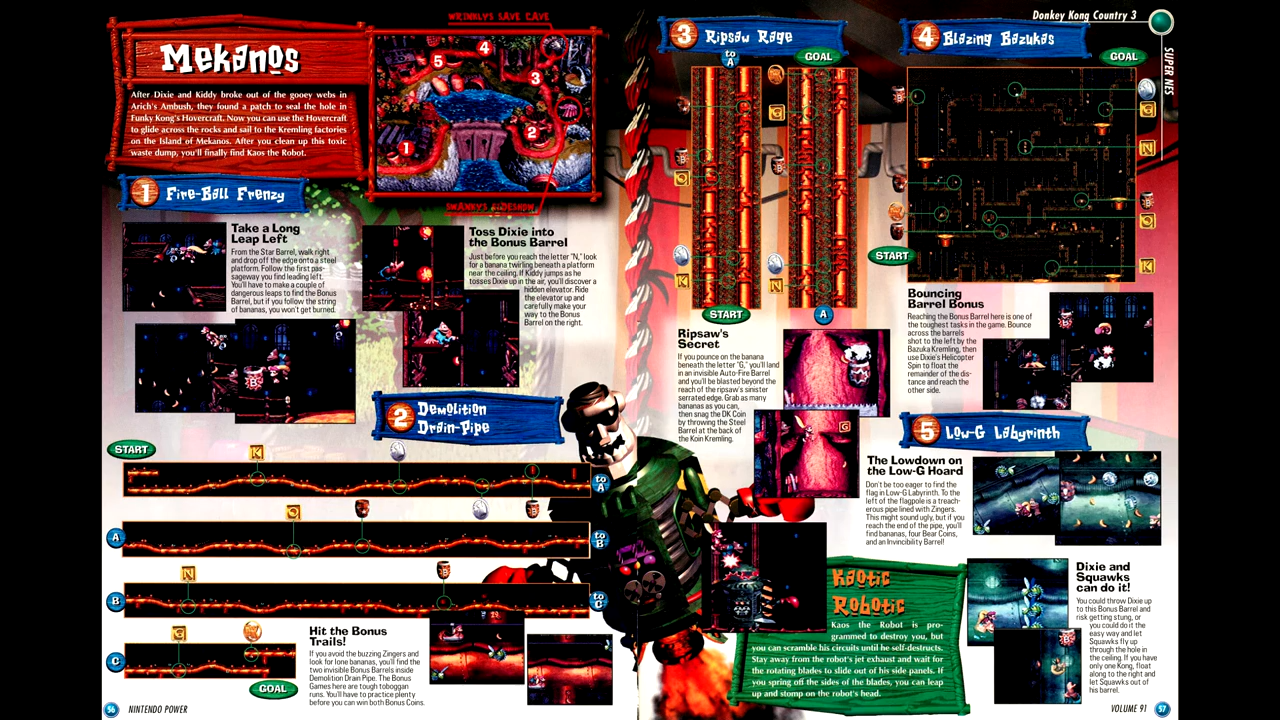 WRINKLYS SAVE CAVE
Mekanos
After Dixie and Kiddy broke out of the gooey webs in
Arich's Ambush, they found a patch to seal the hole in
Funky Kong's Hovercraft. Now you can use the Hovercraft
to glide across the rocks and sail to the Kremling factories
on the Island of Mekanos. After you clean up this toxic
waste dump, you'll finally find Kaos the Robot.
5
4
3
2
1
SWANKYS SIDESHOW
1 Fire-Ball Frenzy
Take a Long
Leap Left
From the Star Barrel, walk right
and drop off the edge onto a steel
platform. Follow the first pas-
sageway you find leading left.
You'll have to make a couple of
dangerous leaps to find the Bonus
Barrel, but if you follow the string
of bananas, you won't get burned.
Toss Dixie into
the Bonus Barrel
Just before you reach the letter "N," look
for a banana twirling beneath a platform
near the ceiling. If Kiddy jumps as he
tosses Dixie up in the air, you'll discover a
hidden elevator. Ride
the elevator up and
carefully make your
way to the Bonus
Barrel on the right.
2 Demolition
Drain-Pipe
START
K
to
A
A
O
to
B
B
N
to
C
C
G
GOAL
Hit the Bonus
Trails!
If you avoid the buzzing Zingers and
look for lone bananas, you'll find the
two invisible Bonus Barrels inside
Demolition Drain Pipe. The Bonus
Games here are tough toboggan
runs. You'll have to practice plenty
before you can win both Bonus Coins.
56 NINTENDO POWER
Donkey Kong Country 3
SUPER NES
3 Ripsaw Rage
to
A
GOAL
G
O
K
N
START
A
Ripsaw's
Secret
If you pounce on the banana
beneath the letter "G," you'll land
in an invisible Auto-Fire Barrel
and you'll be blasted beyond the
reach of the ripsaw's sinister
serrated edge. Grab as many
bananas as you can,
then snag the DK Coin
by throwing the Steel
Barrel at the back of
the Koin Kremling.
G
4 Blazing Bazukas
GOAL
G
N
O
K
START
Bouncing
Barrel Bonus
Reaching the Bonus Barrel here is one of
the toughest tasks in the game. Bounce
across the barrels
shot to the left by the
Bazuka Kremling, then
use Dixie's Helicopter
Spin to float the
remainder of the dis-
tance and reach the
other side.
5 Low-G Labyrinth
The Lowdown on
the Low-G Hoard
Don't be too eager to find the
flag in Low-G Labyrinth. To the
left of the flagpole is a treach-
erous pipe lined with Zingers.
This might sound ugly, but if you
reach the end of the pipe, you'll
find bananas, four Bear Coins,
and an Invincibility Barrel!
Dixie and
Squawks
can do it!
You could throw Dixie up
to this Bonus Barrel and
risk getting stung, or
you could do it the
easy way and let
Squawks fly up
through the hole in
the ceiling. If you have
only one Kong, float
along to the right and
let Squawks out of
his barrel.
Kaotic
Robotic
Kaos the Robot is pro-
grammed to destroy you, but
you can scramble his circuits until he self-destructs.
Stay away from the robot's jet exhaust and wait for
the rotating blades to slide out of his side panels. If
you spring off the sides of the blades, you can leap
up and stomp on the robot's head.
VOLUME 91 57